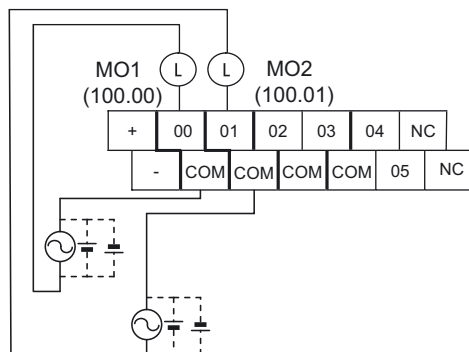 L L
MO1 MO2
(100.00) (100.01)
+ 00 01 02 03 04 NC
- COM COM COM COM 05 NC